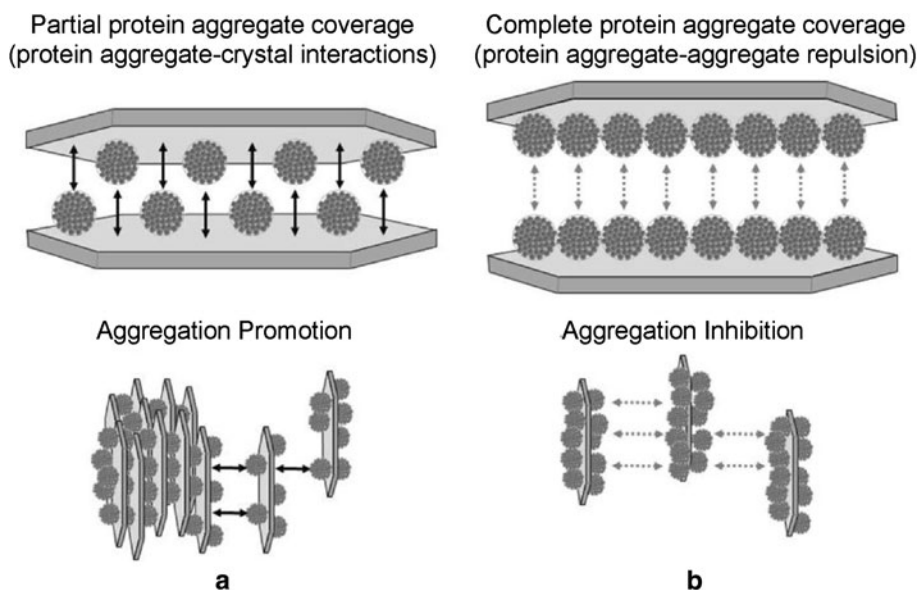 Partial protein aggregate coverage
(protein aggregate-crystal interactions)
Complete protein aggregate coverage
(protein aggregate-aggregate repulsion)
Aggregation Promotion
Aggregation Inhibition
a
b